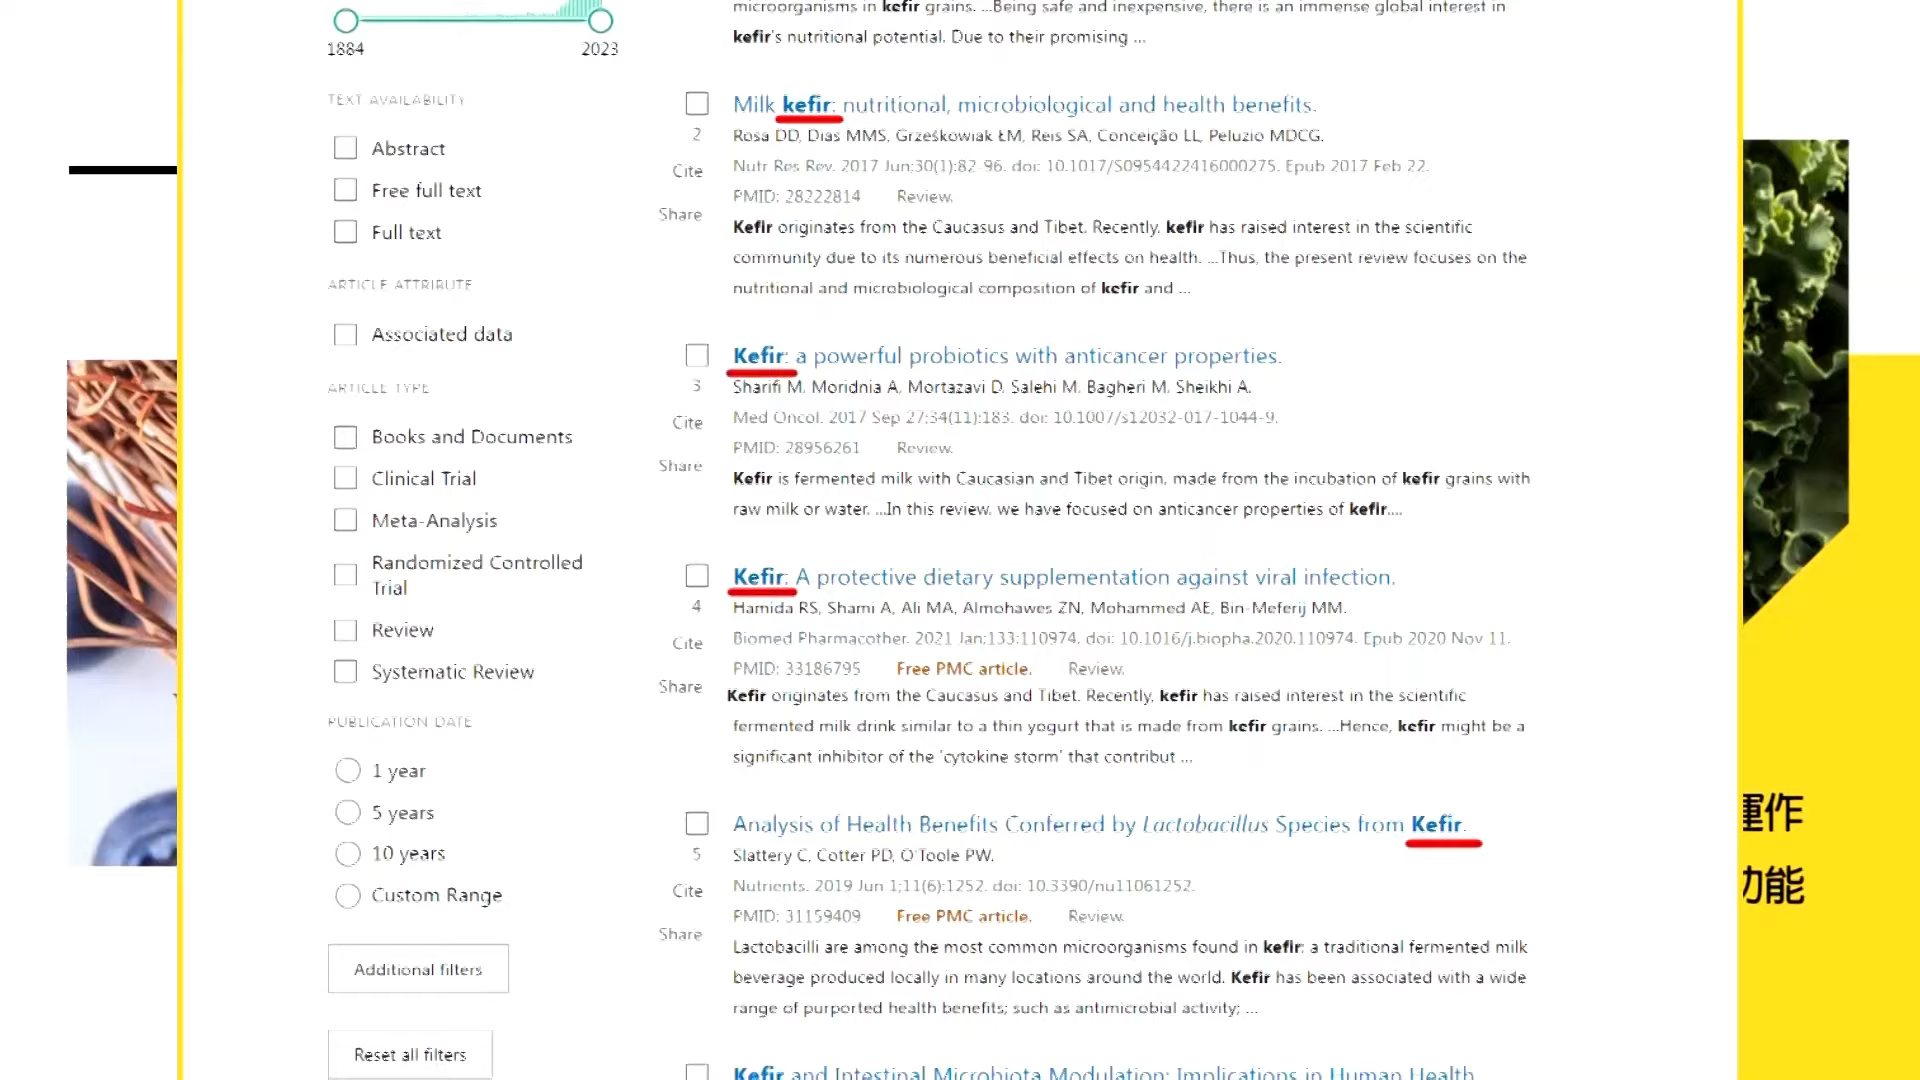 1884
2023
TEXT AVAILABILITY
Abstract
Free full text
Full text
ARTICLE ATTRIBUTE
Associated data
ARTICLE TYPE
Books and Documents
Clinical Trial
Meta-Analysis
Randomized Controlled
Trial
Review
Systematic Review
PUBLICATION DATE
1 year
5 years
10 years
Custom Range
Additional filters
Reset all filters
microorganisms in kefir grains. ...Being safe and inexpensive, there is an immense global interest in
kefir's nutritional potential. Due to their promising ...
Milk kefir: nutritional, microbiological and health benefits.
2
Rosa DD, Dias MMS, Grześkowiak ŁM, Reis SA, Conceição LL, Peluzio MDCG.
Cite
Nutr Res Rev. 2017 Jun;30(1):82-96. doi: 10.1017/S0954422416000275. Epub 2017 Feb 22.
PMID: 28222814 Review.
Share
Kefir originates from the Caucasus and Tibet. Recently, kefir has raised interest in the scientific
community due to its numerous beneficial effects on health. ...Thus, the present review focuses on the
nutritional and microbiological composition of kefir and ...
Kefir: a powerful probiotics with anticancer properties.
3
Sharifi M, Moridnia A, Mortazavi D, Salehi M, Bagheri M, Sheikhi A.
Cite
Med Oncol. 2017 Sep 27;34(11):183. doi: 10.1007/s12032-017-1044-9.
PMID: 28956261 Review.
Share
Kefir is fermented milk with Caucasian and Tibet origin, made from the incubation of kefir grains with
raw milk or water. ...In this review, we have focused on anticancer properties of kefir....
Kefir: A protective dietary supplementation against viral infection.
4
Hamida RS, Shami A, Ali MA, Almohawes ZN, Mohammed AE, Bin-Meferij MM.
Cite
Biomed Pharmacother. 2021 Jan;133:110974. doi: 10.1016/j.biopha.2020.110974. Epub 2020 Nov 11.
PMID: 33186795 Free PMC article. Review.
Share
Kefir originates from the Caucasus and Tibet. Recently, kefir has raised interest in the scientific
fermented milk drink similar to a thin yogurt that is made from kefir grains. ...Hence, kefir might be a
significant inhibitor of the 'cytokine storm' that contribut ...
Analysis of Health Benefits Conferred by Lactobacillus Species from Kefir.
5
Slattery C, Cotter PD, O'Toole PW.
Cite
Nutrients. 2019 Jun 1;11(6):1252. doi: 10.3390/nu11061252.
PMID: 31159409 Free PMC article. Review.
Share
Lactobacilli are among the most common microorganisms found in kefir; a traditional fermented milk
beverage produced locally in many locations around the world. Kefir has been associated with a wide
range of purported health benefits; such as antimicrobial activity; ...
Kefir and Intestinal Microbiota Modulation: Implications in Human Health
運作
功能